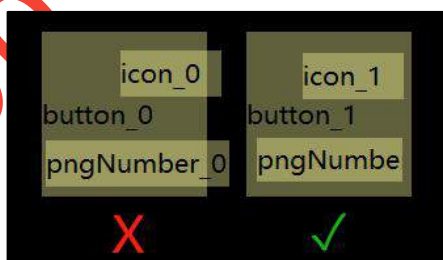 icon_0
button_0
pngNumber_0
X
icon_1
button_1
pngNumbe
✓